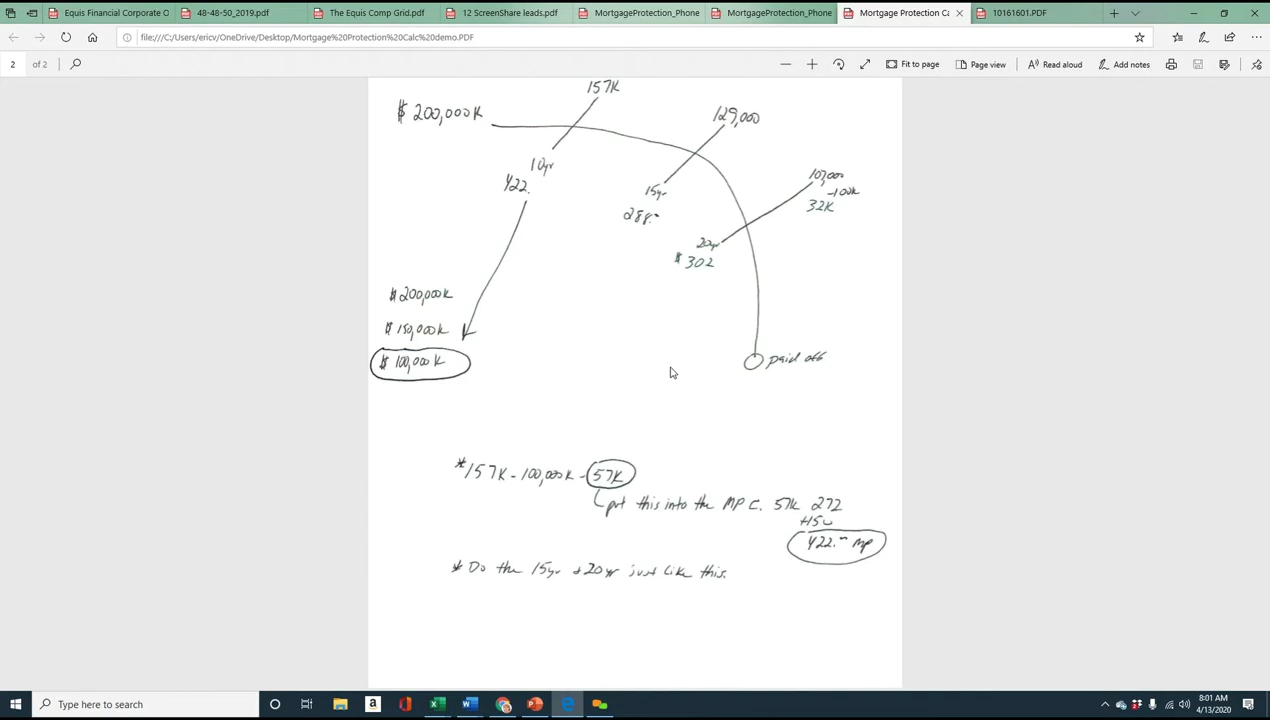 Equis Financial Corporate O
48-48-50_2019.pdf
The Equis Comp Grid.pdf
12 ScreenShare leads.pdf
MortgageProtection_Phone
MortgageProtection_Phone
Mortgage Protection Ca
10161601.PDF
file:///C:/Users/ericv/OneDrive/Desktop/Mortgage%20Protection%20Calc%20demo.PDF
2 of 2
Fit to page
Page view
Read aloud
Add notes
157K
$ 200,000K
129,000
10yr
422.
15yr
288.
107,000
-100K
32K
20yr
$ 302
$200,000K
$150,000K
$ 100,000K
paid off
*157K - 100,000K - 57K
put this into the MP C. 57K 272
+150
422. MP
* Do the 15yr + 20yr just like this.
Type here to search
8:01 AM
4/13/2020